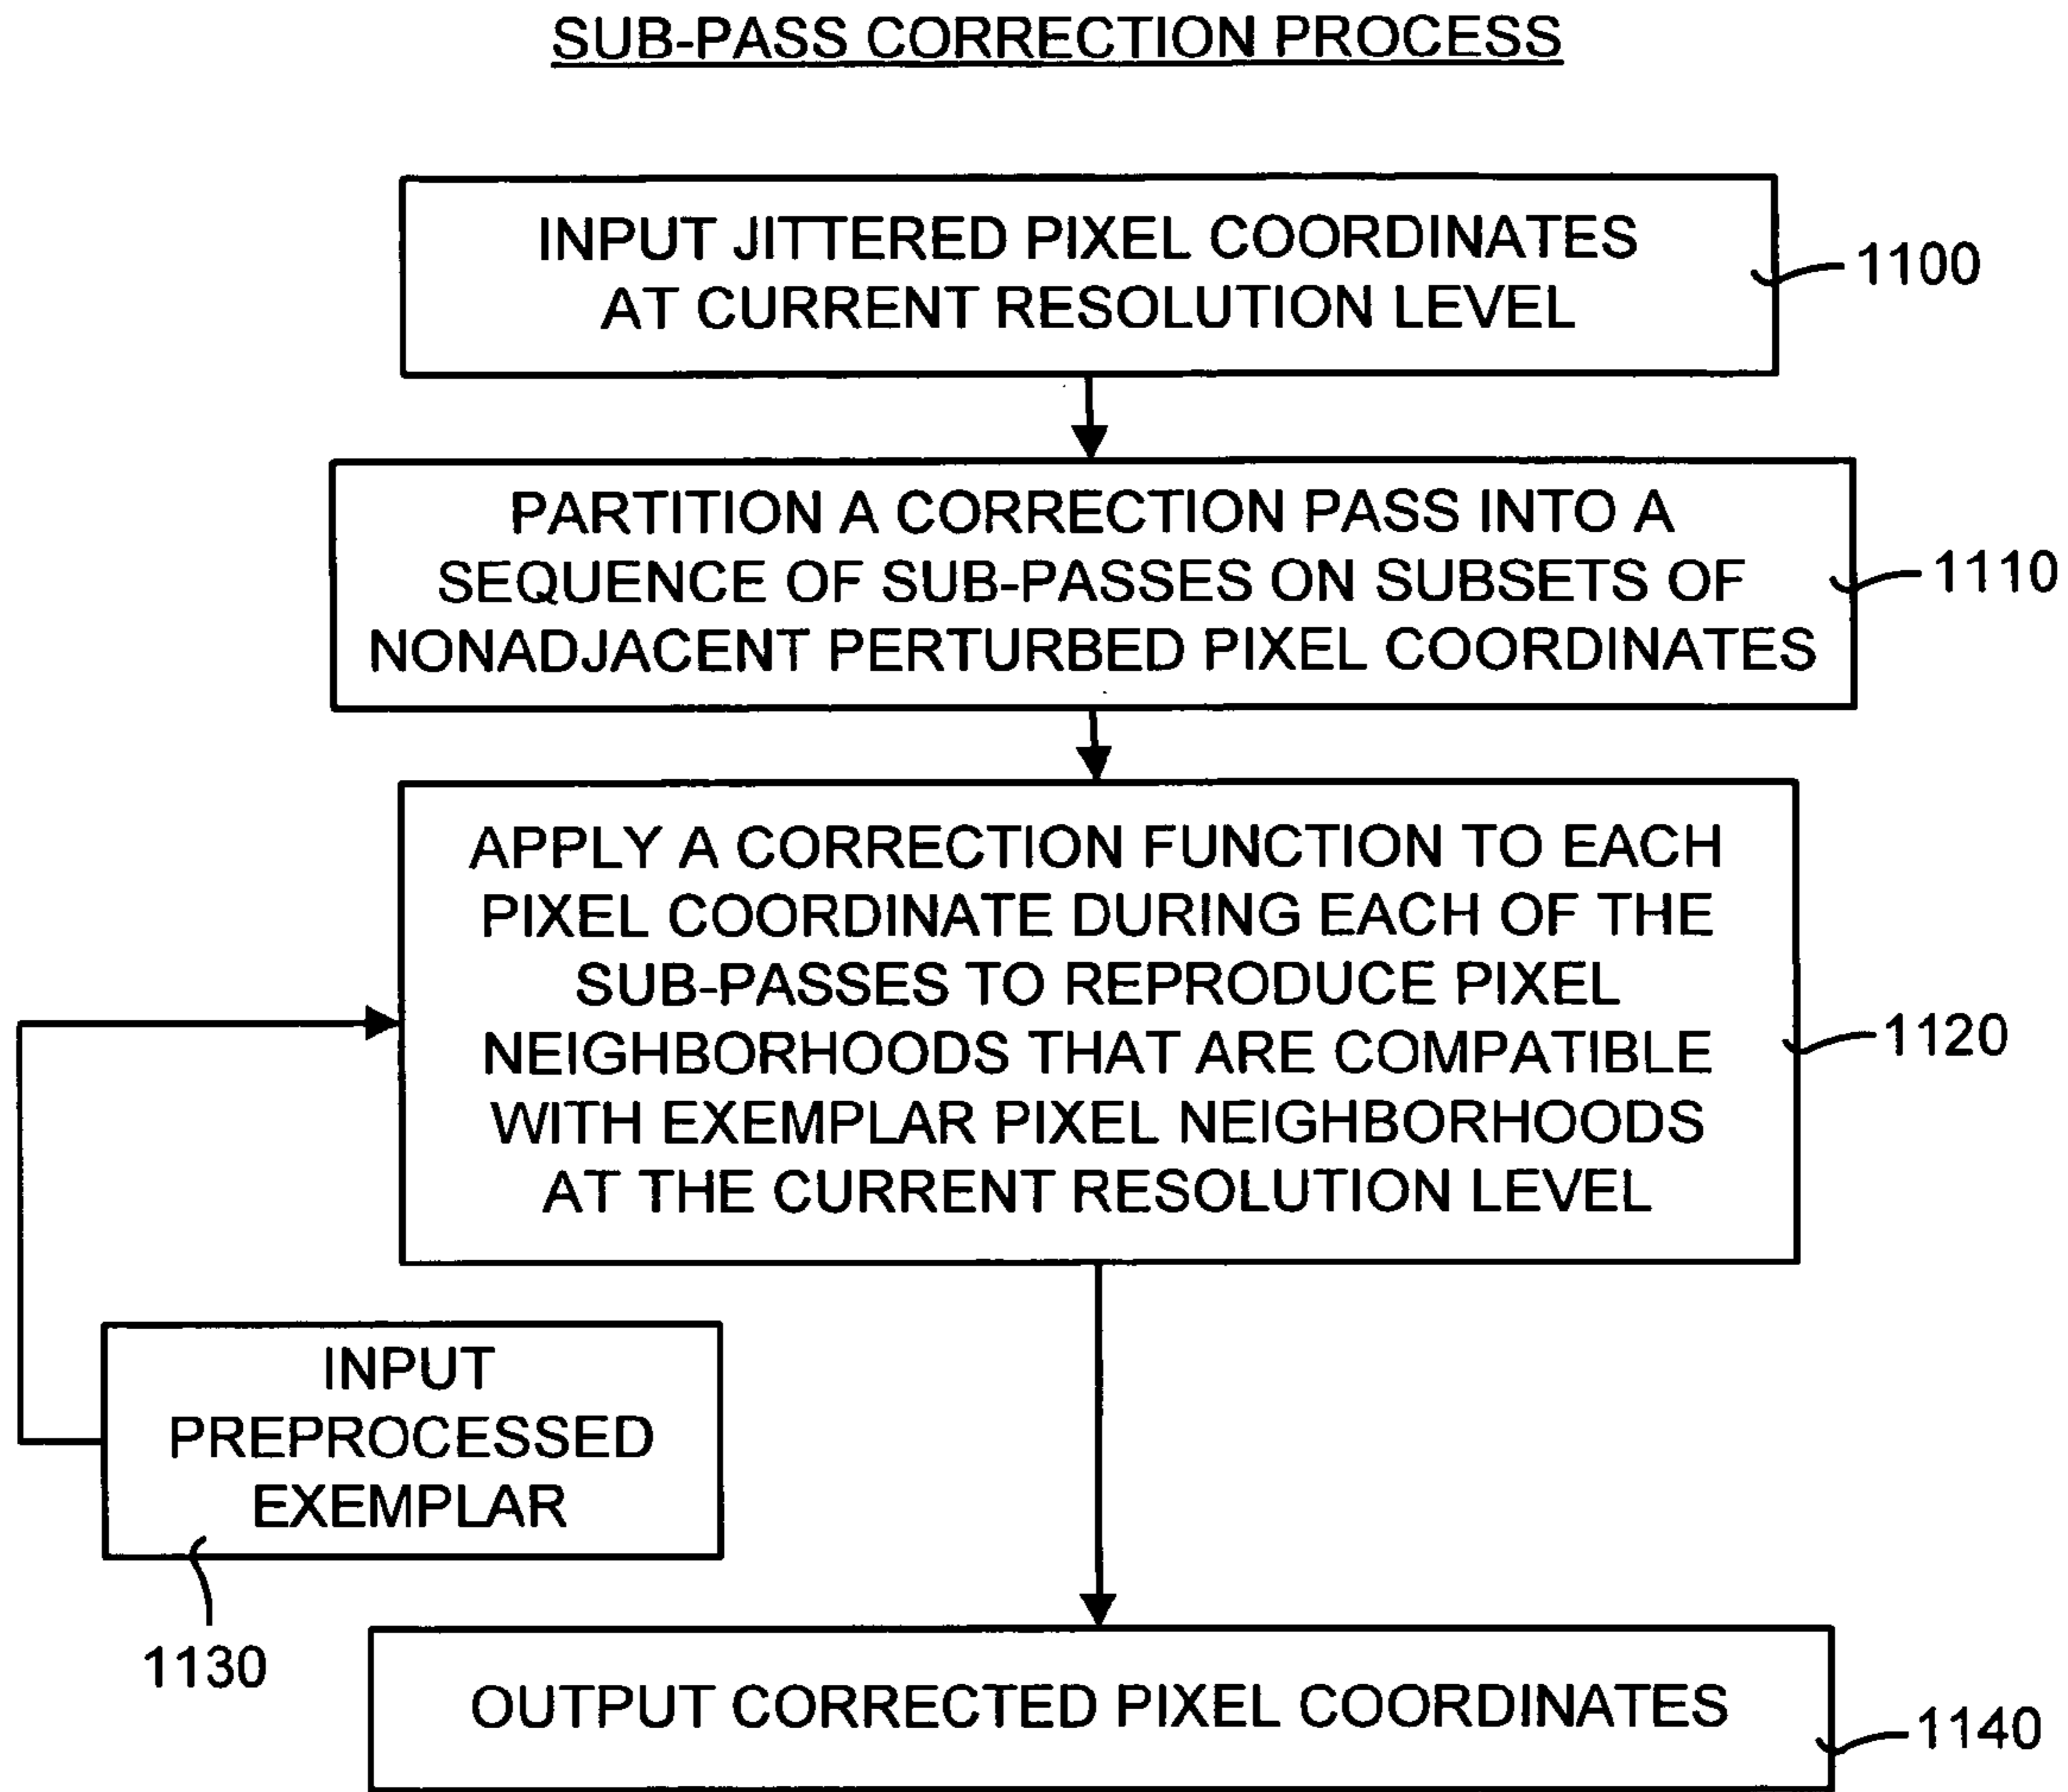 SUB-PASS CORRECTION PROCESS
INPUT JITTERED PIXEL COORDINATES
AT CURRENT RESOLUTION LEVEL
1100
PARTITION A CORRECTION PASS INTO A
SEQUENCE OF SUB-PASSES ON SUBSETS OF
NONADJACENT PERTURBED PIXEL COORDINATES
1110
APPLY A CORRECTION FUNCTION TO EACH
PIXEL COORDINATE DURING EACH OF THE
SUB-PASSES TO REPRODUCE PIXEL
NEIGHBORHOODS THAT ARE COMPATIBLE
WITH EXEMPLAR PIXEL NEIGHBORHOODS
AT THE CURRENT RESOLUTION LEVEL
1120
INPUT
PREPROCESSED
EXEMPLAR
1130
OUTPUT CORRECTED PIXEL COORDINATES
1140